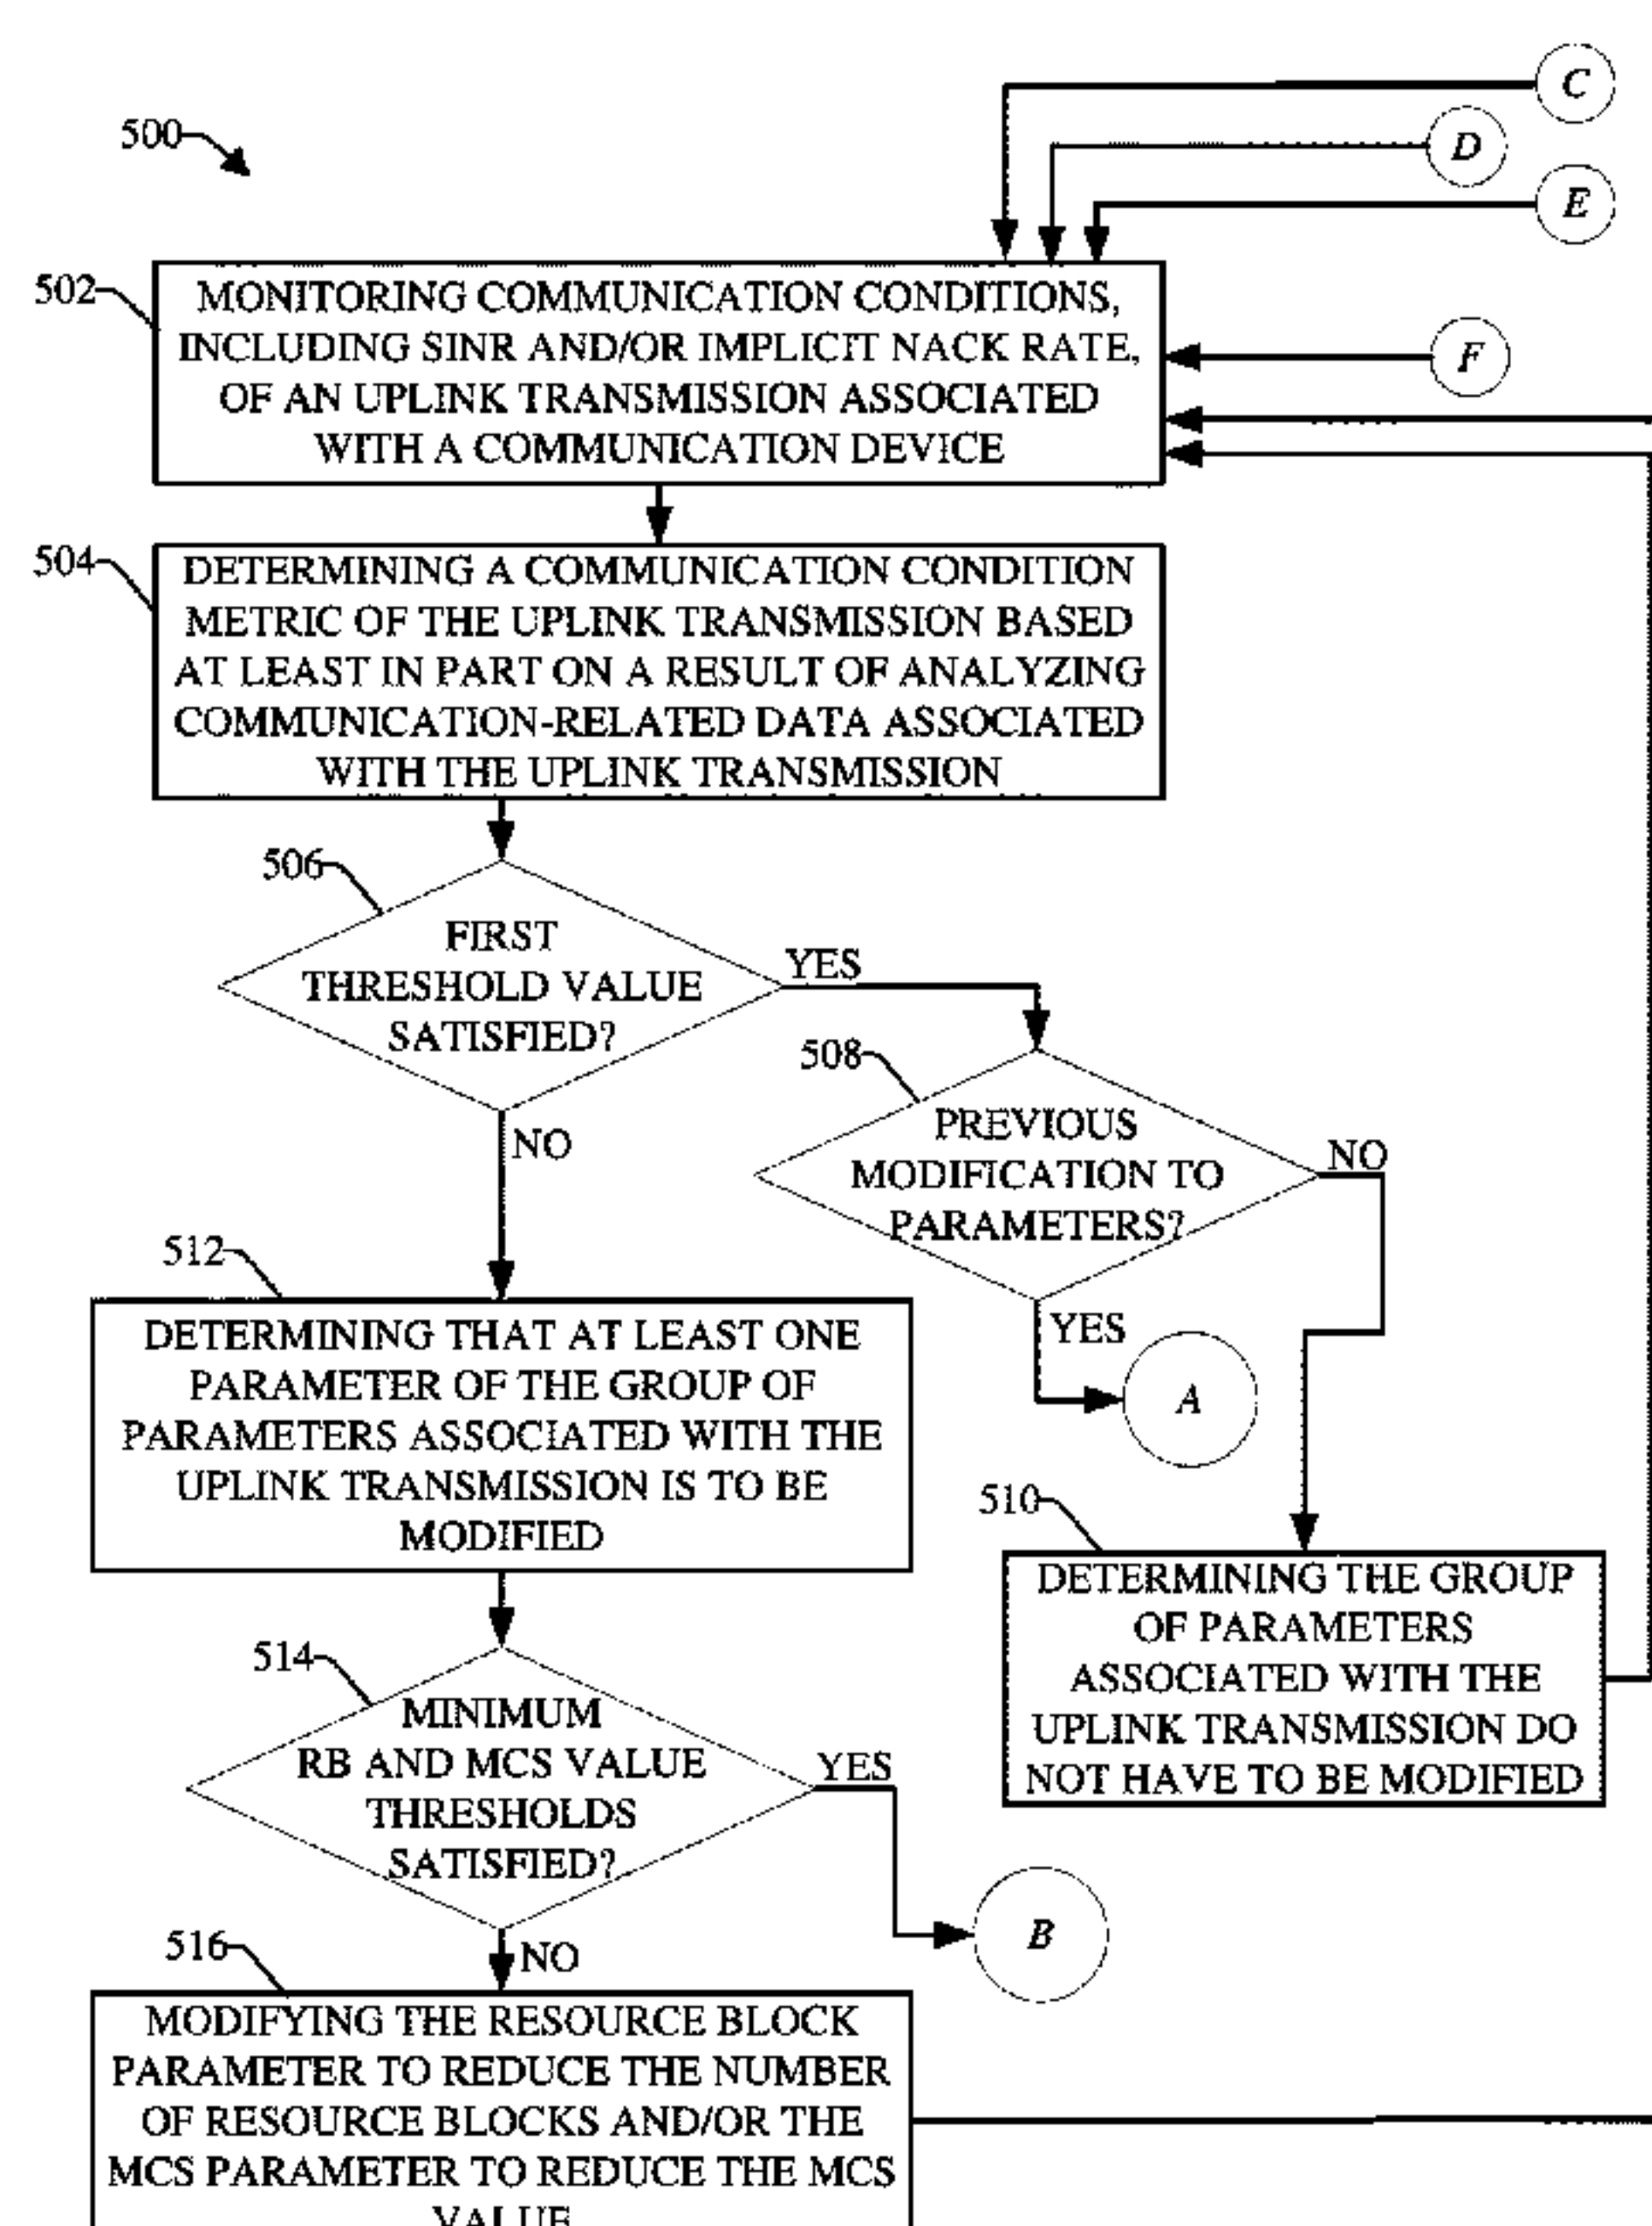 C
500
D
E
502
MONITORING COMMUNICATION CONDITIONS,
INCLUDING SINR AND/OR IMPLICIT NACK RATE,
OF AN UPLINK TRANSMISSION ASSOCIATED
WITH A COMMUNICATION DEVICE
F
504
DETERMINING A COMMUNICATION CONDITION
METRIC OF THE UPLINK TRANSMISSION BASED
AT LEAST IN PART ON A RESULT OF ANALYZING
COMMUNICATION-RELATED DATA ASSOCIATED
WITH THE UPLINK TRANSMISSION
506
FIRST
THRESHOLD VALUE
SATISFIED?
YES
NO
508
PREVIOUS
MODIFICATION TO
PARAMETERS?
NO
YES
A
512
DETERMINING THAT AT LEAST ONE
PARAMETER OF THE GROUP OF
PARAMETERS ASSOCIATED WITH THE
UPLINK TRANSMISSION IS TO BE
MODIFIED
510
DETERMINING THE GROUP
OF PARAMETERS
ASSOCIATED WITH THE
UPLINK TRANSMISSION DO
NOT HAVE TO BE MODIFIED
514
MINIMUM
RB AND MCS VALUE
THRESHOLDS
SATISFIED?
YES
B
NO
516
MODIFYING THE RESOURCE BLOCK
PARAMETER TO REDUCE THE NUMBER
OF RESOURCE BLOCKS AND/OR THE
MCS PARAMETER TO REDUCE THE MCS
VALUE